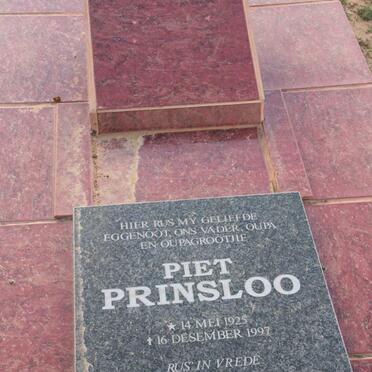 HIER RUS MY GELIEFDE
EGGENOOT, ONS VADER, OUPA
EN OUPAGROOTJIE
PIET
PRINSLOO
★ 14 MEI 1925
✝ 16 DESEMBER 1997
RUS IN VREDE